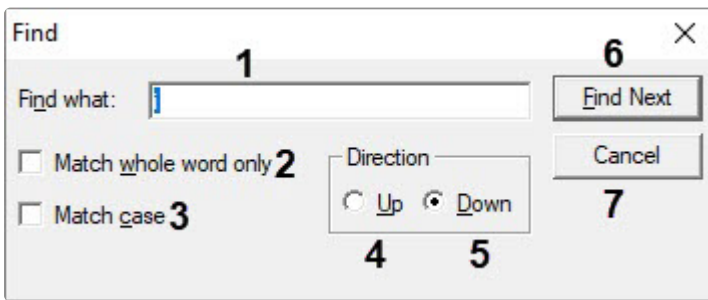 Find
1
6
Find what:
Find Next
Match whole word only 2
Direction
Cancel
Up
Down
7
Match case 3
4
5